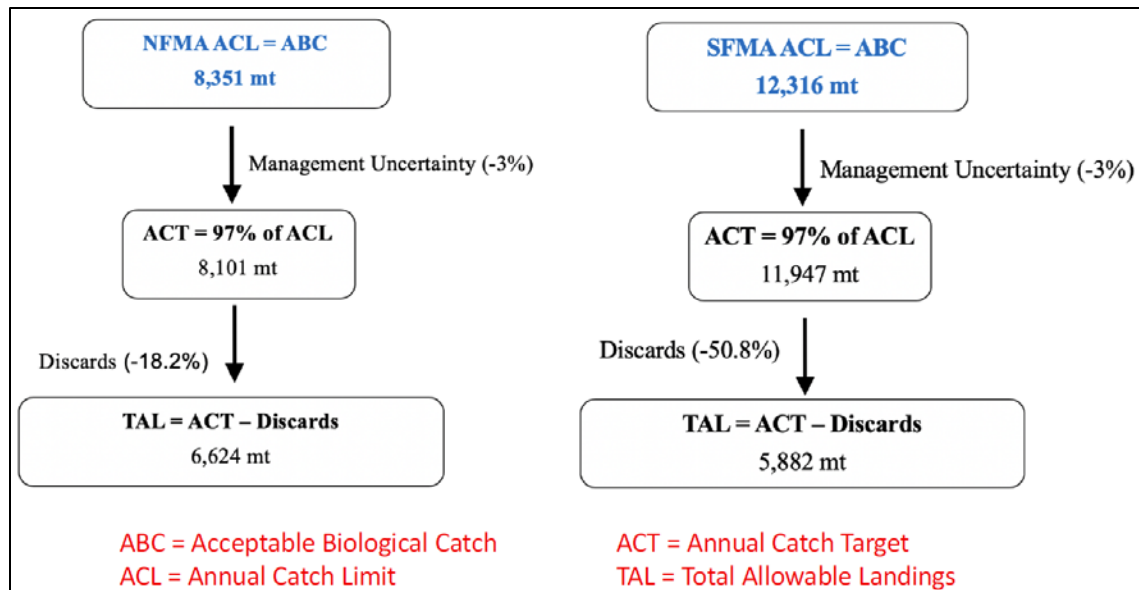 NFMA ACL = ABC
8,351 mt
Management Uncertainty (-3%)
ACT = 97% of ACL
8,101 mt
Discards (-18.2%)
TAL = ACT – Discards
6,624 mt
SFMA ACL = ABC
12,316 mt
Management Uncertainty (-3%)
ACT = 97% of ACL
11,947 mt
Discards (-50.8%)
TAL = ACT – Discards
5,882 mt
ABC = Acceptable Biological Catch
ACL = Annual Catch Limit
ACT = Annual Catch Target
TAL = Total Allowable Landings